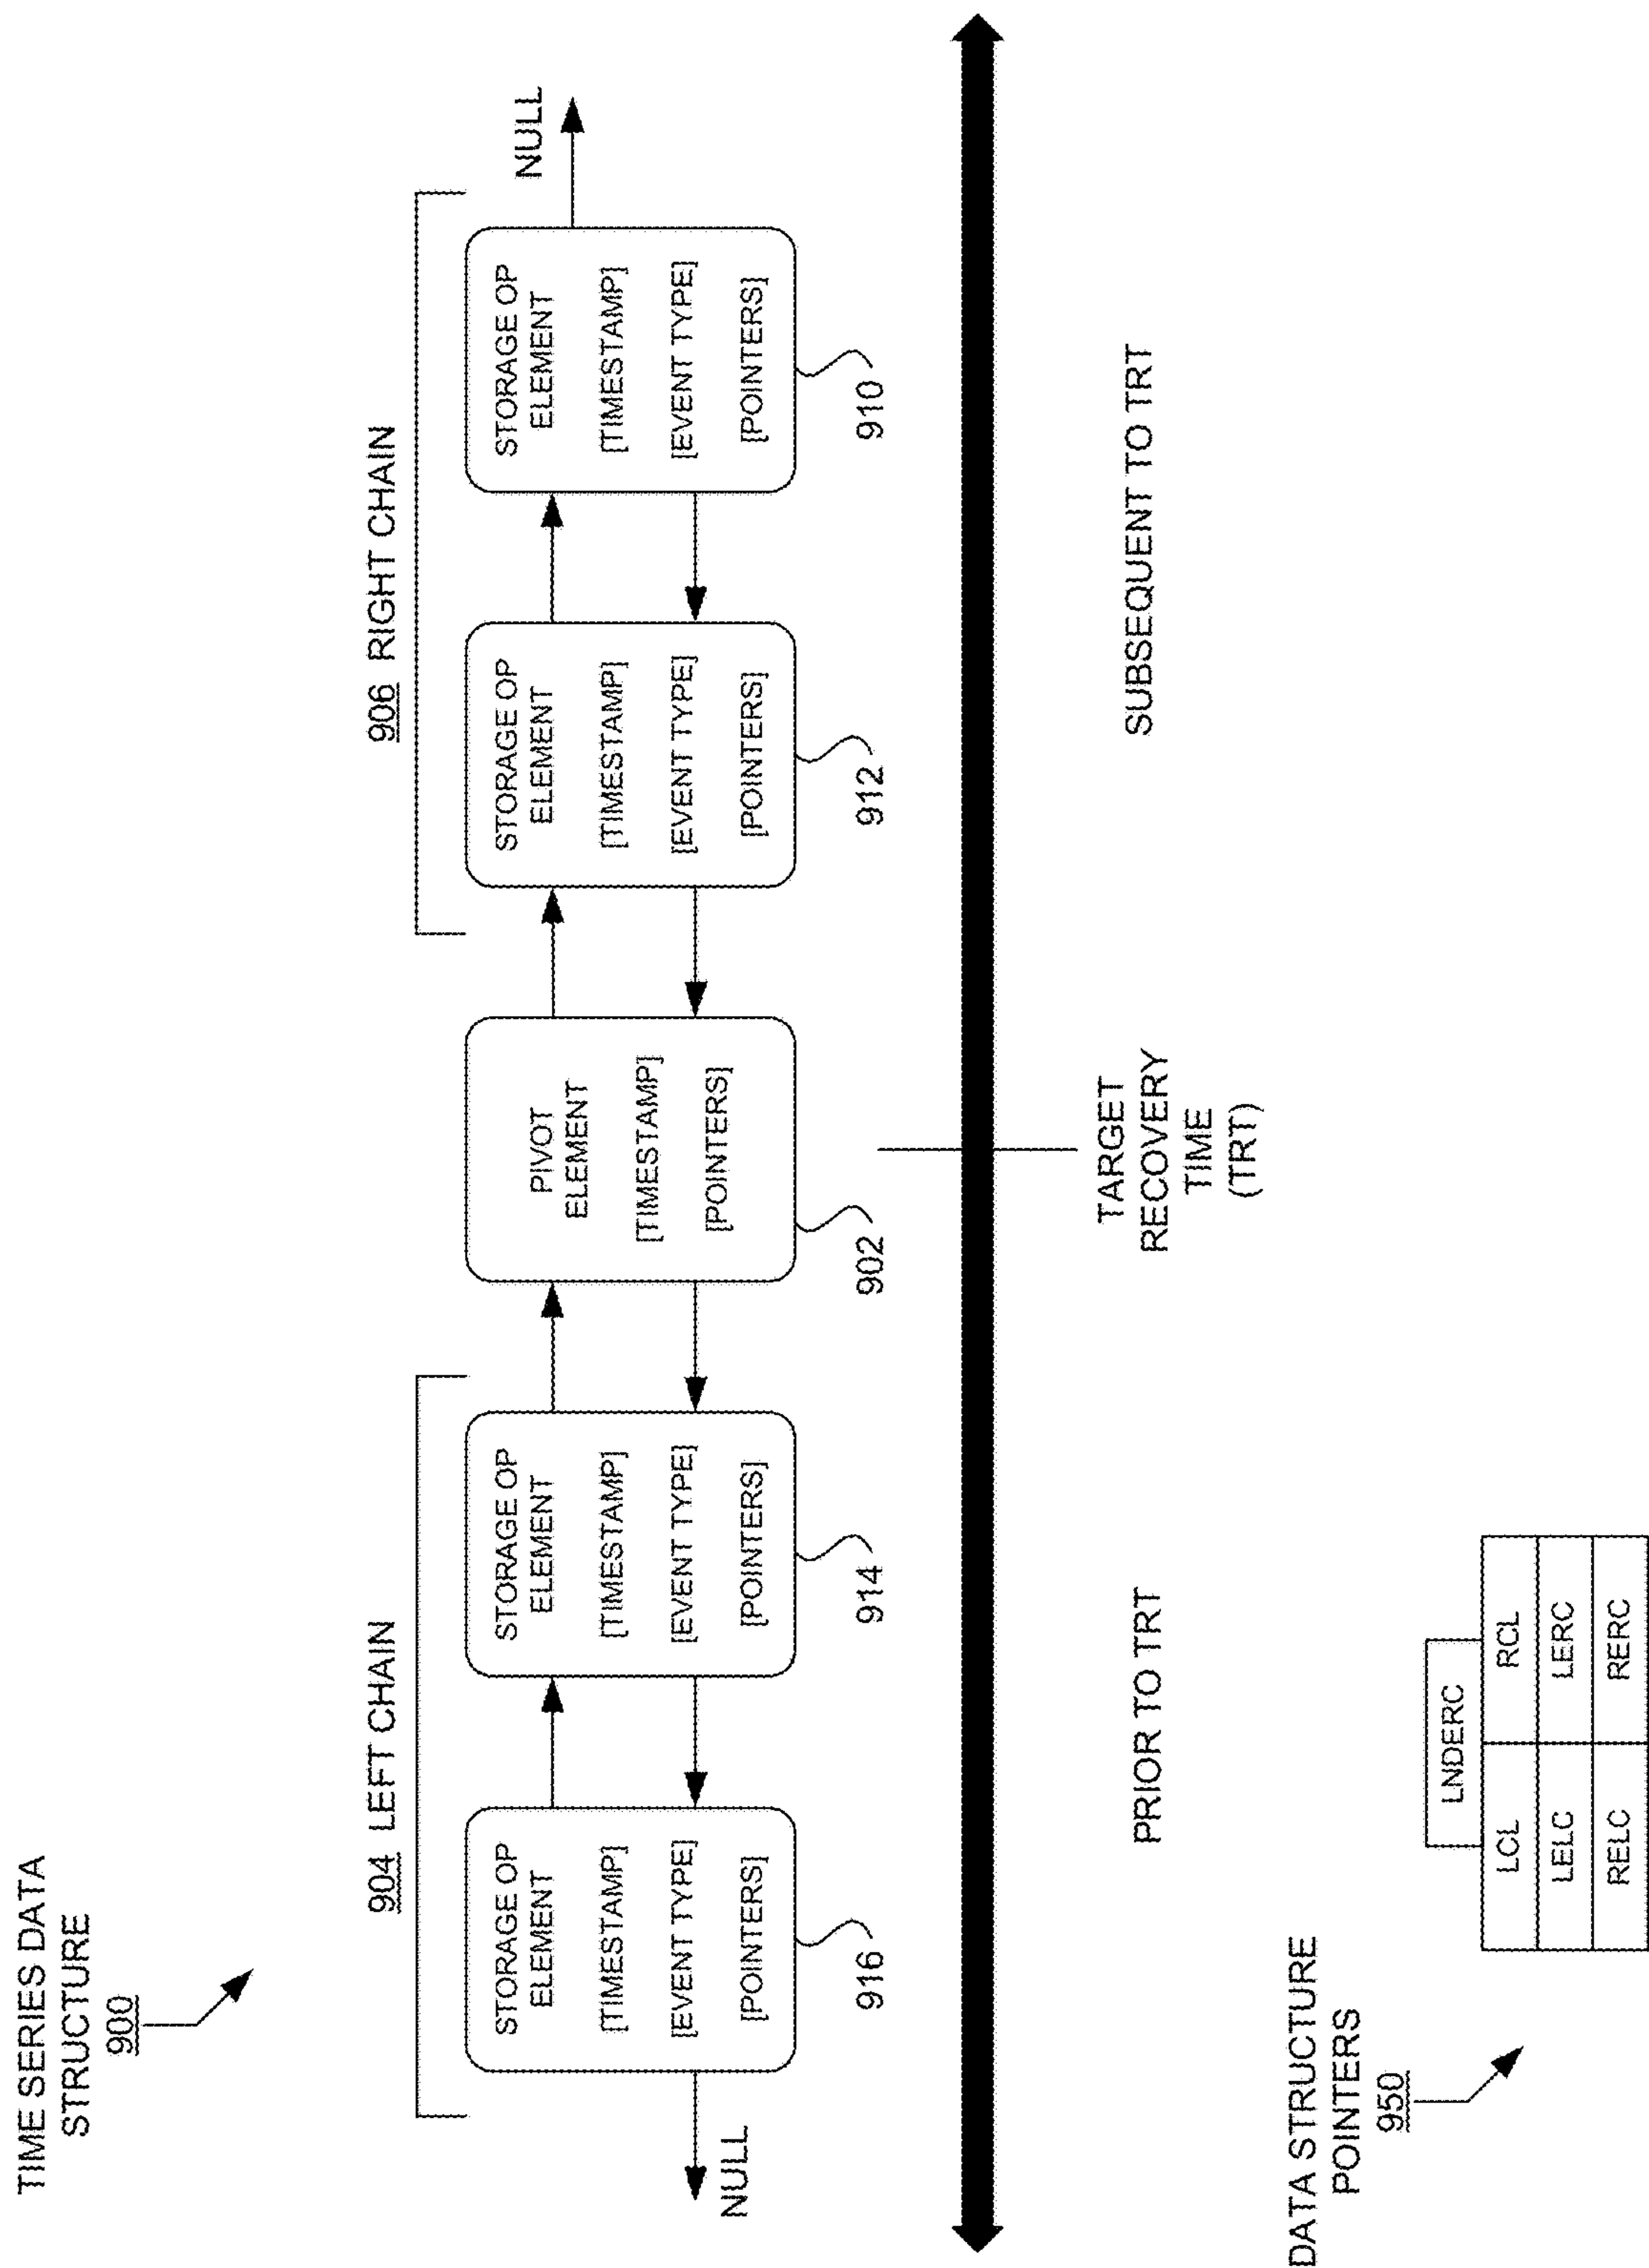 TIME SERIES DATA
STRUCTURE
900
904 LEFT CHAIN
906 RIGHT CHAIN
NULL
STORAGE OP
ELEMENT
[TIMESTAMP]
[EVENT TYPE]
[POINTERS]
916
STORAGE OP
ELEMENT
[TIMESTAMP]
[EVENT TYPE]
[POINTERS]
914
PIVOT
ELEMENT
[TIMESTAMP]
[POINTERS]
902
STORAGE OP
ELEMENT
[TIMESTAMP]
[EVENT TYPE]
[POINTERS]
912
STORAGE OP
ELEMENT
[TIMESTAMP]
[EVENT TYPE]
[POINTERS]
910
NULL
PRIOR TO TRT
TARGET
RECOVERY
TIME
(TRT)
SUBSEQUENT TO TRT
DATA STRUCTURE
POINTERS
950
LNDERC
LCL RCL
LELC LERC
RELC RERC